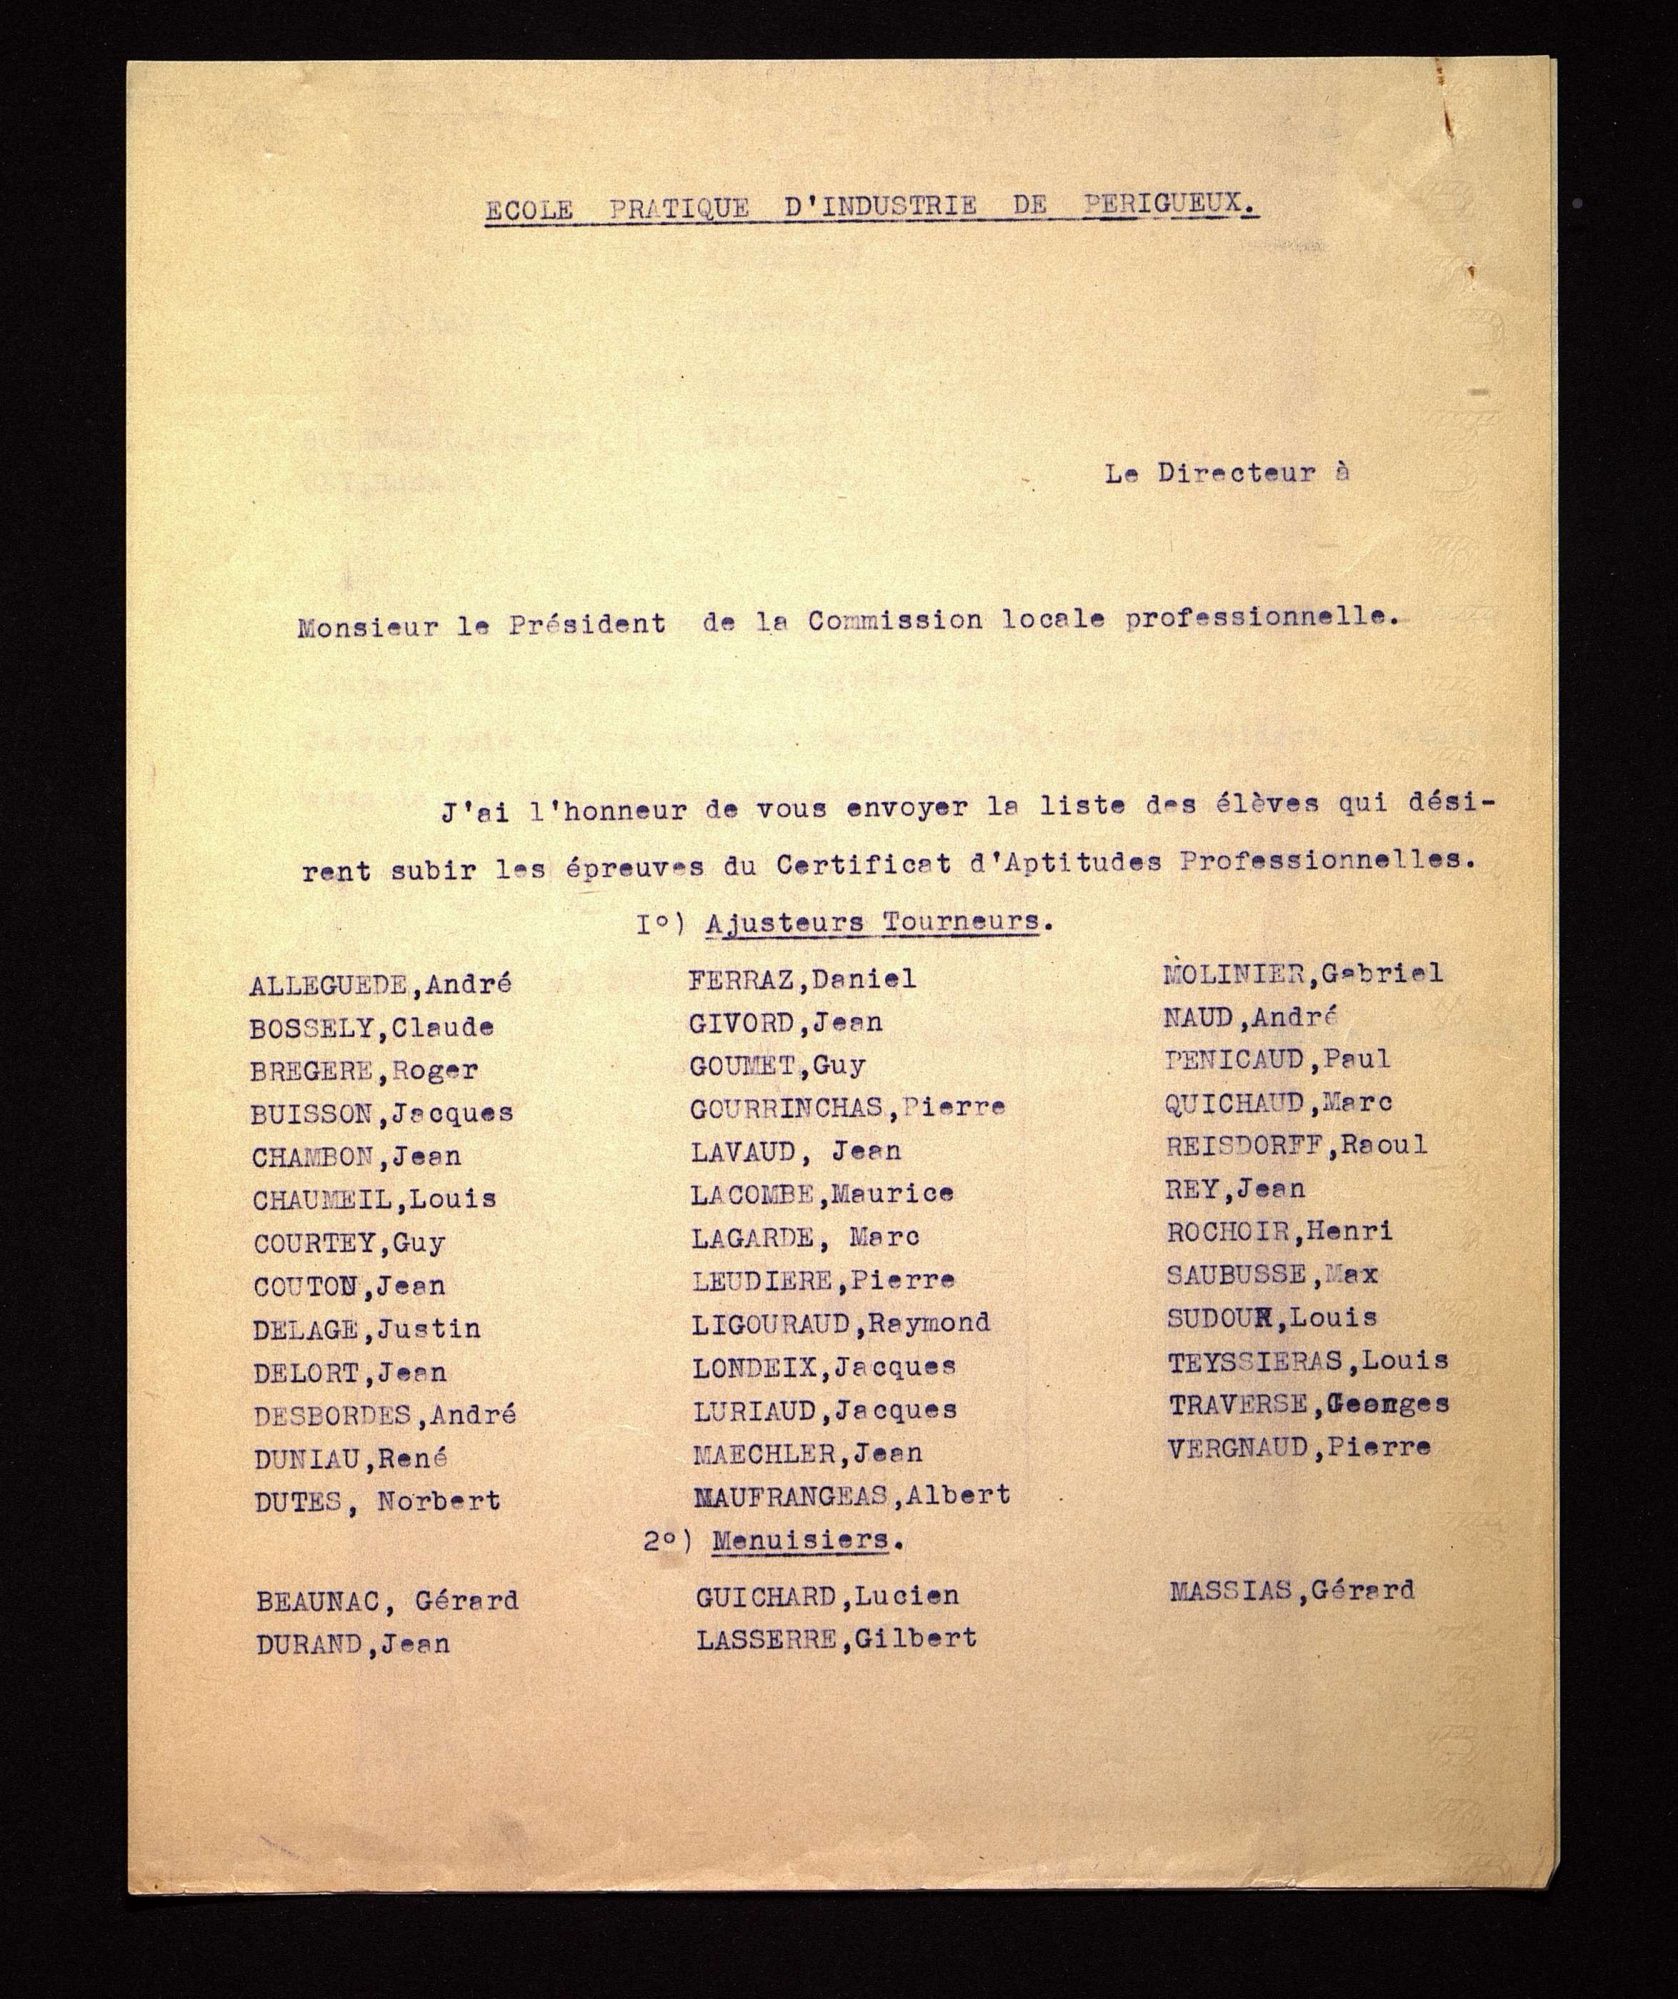 ECOLE PRATIQUE D'INDUSTRIE DE PERIGUEUX.
Le Directeur à
Monsieur le Président de la Commission locale professionnelle.
J'ai l'honneur de vous envoyer la liste des élèves qui dési-
rent subir les épreuves du Certificat d'Aptitudes Professionnelles.
I°) Ajusteurs Tourneurs.
ALLEGUEDE,André FERRAZ,Daniel MOLINIER,Gabriel
BOSSELY,Claude GIVORD,Jean NAUD,André
BREGERE,Roger GOUMET,Guy PENICAUD,Paul
BUISSON,Jacques GOURRINCHAS,Pierre QUICHAUD,Marc
CHAMBON,Jean LAVAUD, Jean REISDORFF,Raoul
CHAUMEIL,Louis LACOMBE,Maurice REY,Jean
COURTEY,Guy LAGARDE, Marc ROCHOIR,Henri
COUTON,Jean LEUDIERE,Pierre SAUBUSSE,Max
DELAGE,Justin LIGOURAUD,Raymond SUDOUR,Louis
DELORT,Jean LONDEIX,Jacques TEYSSIERAS,Louis
DESBORDES,André LURIAUD,Jacques TRAVERSE,Georges
DUNIAU,René MAECHLER,Jean VERGNAUD,Pierre
DUTES, Norbert MAUFRANGEAS,Albert
2°) Menuisiers.
BEAUNAC, Gérard GUICHARD,Lucien MASSIAS,Gérard
DURAND,Jean LASSERRE,Gilbert